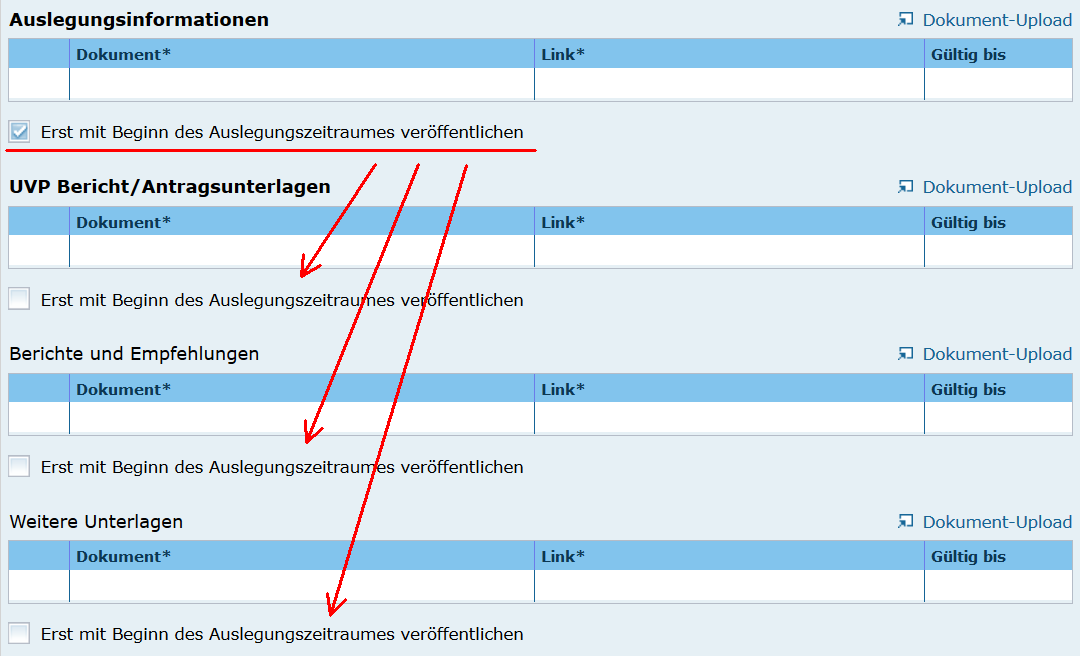 Auslegungsinformationen Dokument-Upload
Dokument* Link* Gültig bis
Erst mit Beginn des Auslegungszeitraumes veröffentlichen
UVP Bericht/Antragsunterlagen Dokument-Upload
Dokument* Link* Gültig bis
Erst mit Beginn des Auslegungszeitraumes veröffentlichen
Berichte und Empfehlungen Dokument-Upload
Dokument* Link* Gültig bis
Erst mit Beginn des Auslegungszeitraumes veröffentlichen
Weitere Unterlagen Dokument-Upload
Dokument* Link* Gültig bis
Erst mit Beginn des Auslegungszeitraumes veröffentlichen